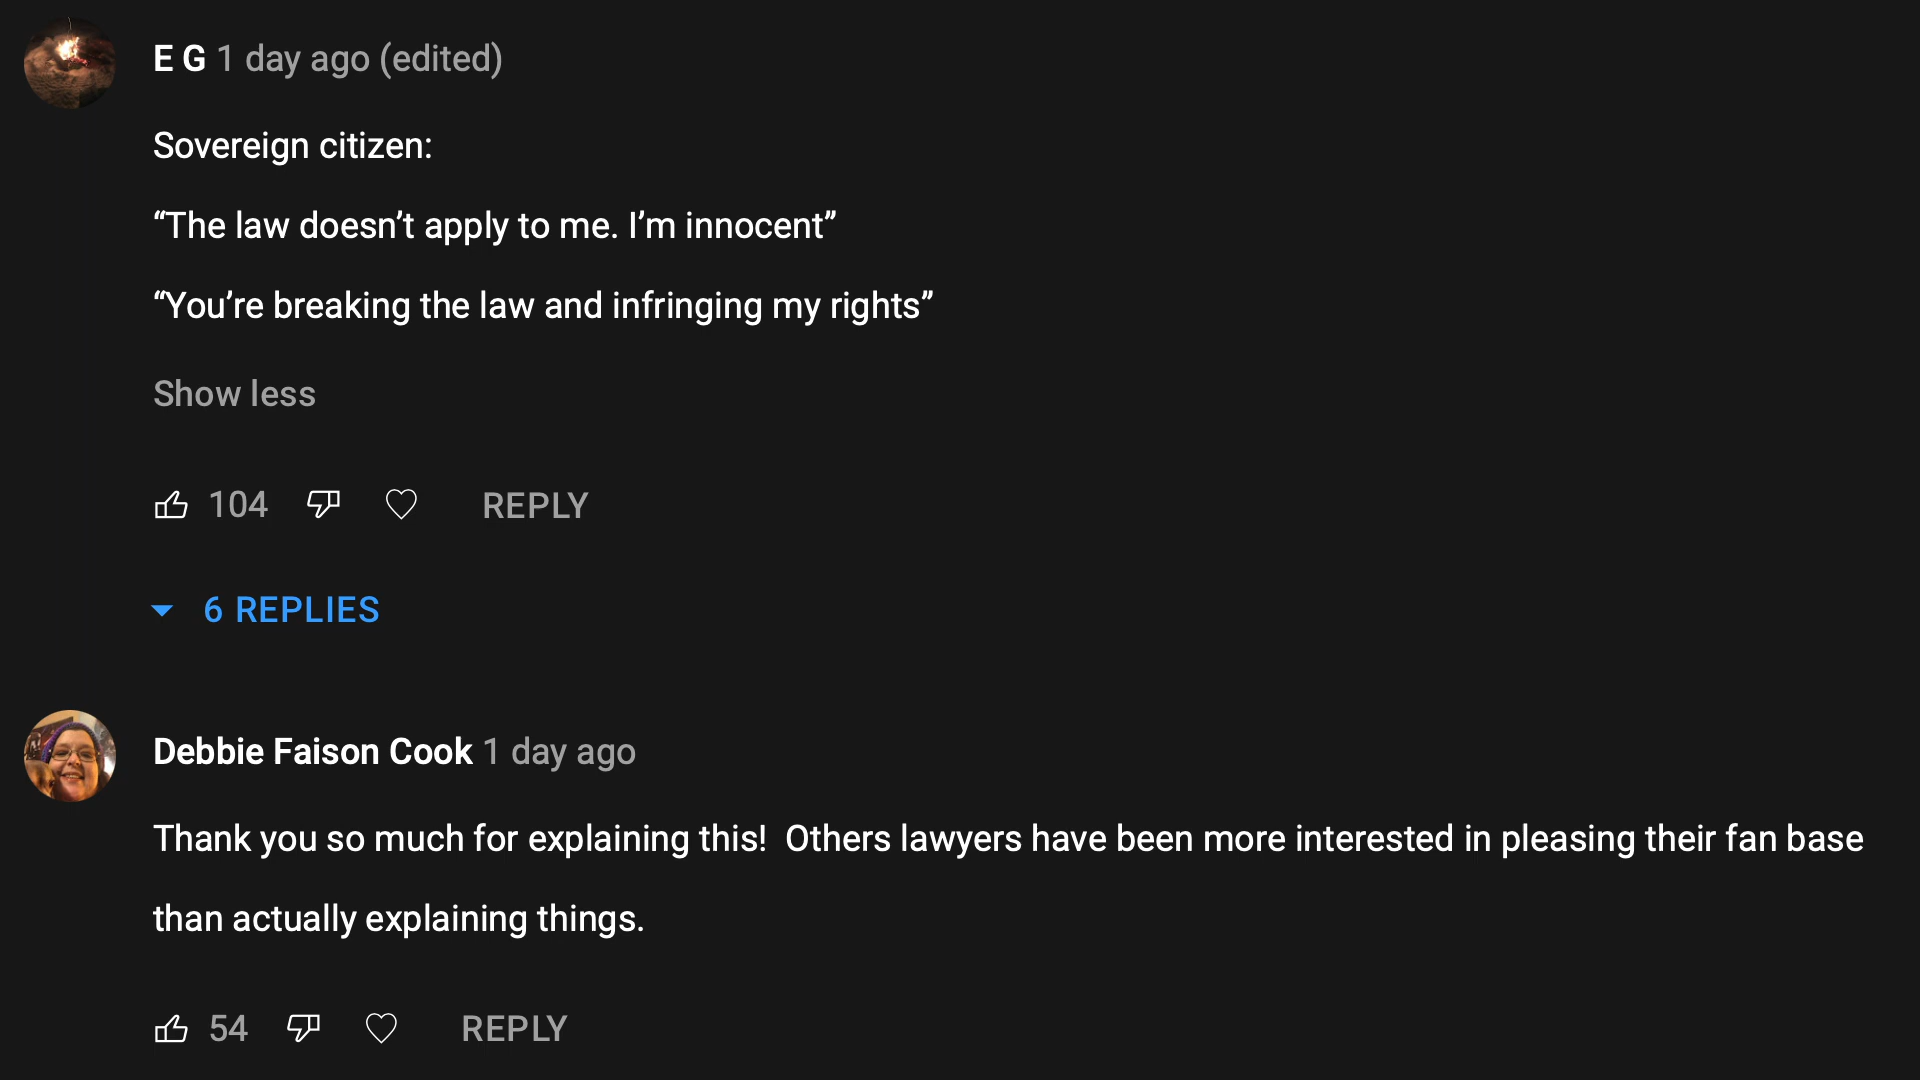 E G 1 day ago (edited)
Sovereign citizen:
“The law doesn’t apply to me. I’m innocent”
“You’re breaking the law and infringing my rights”
Show less
104 REPLY
6 REPLIES
Debbie Faison Cook 1 day ago
Thank you so much for explaining this!  Others lawyers have been more interested in pleasing their fan base
than actually explaining things.
54 REPLY